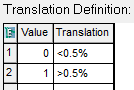 Translation Definition:
E Value Translation
1 0 <0.5%
2 1 >0.5%